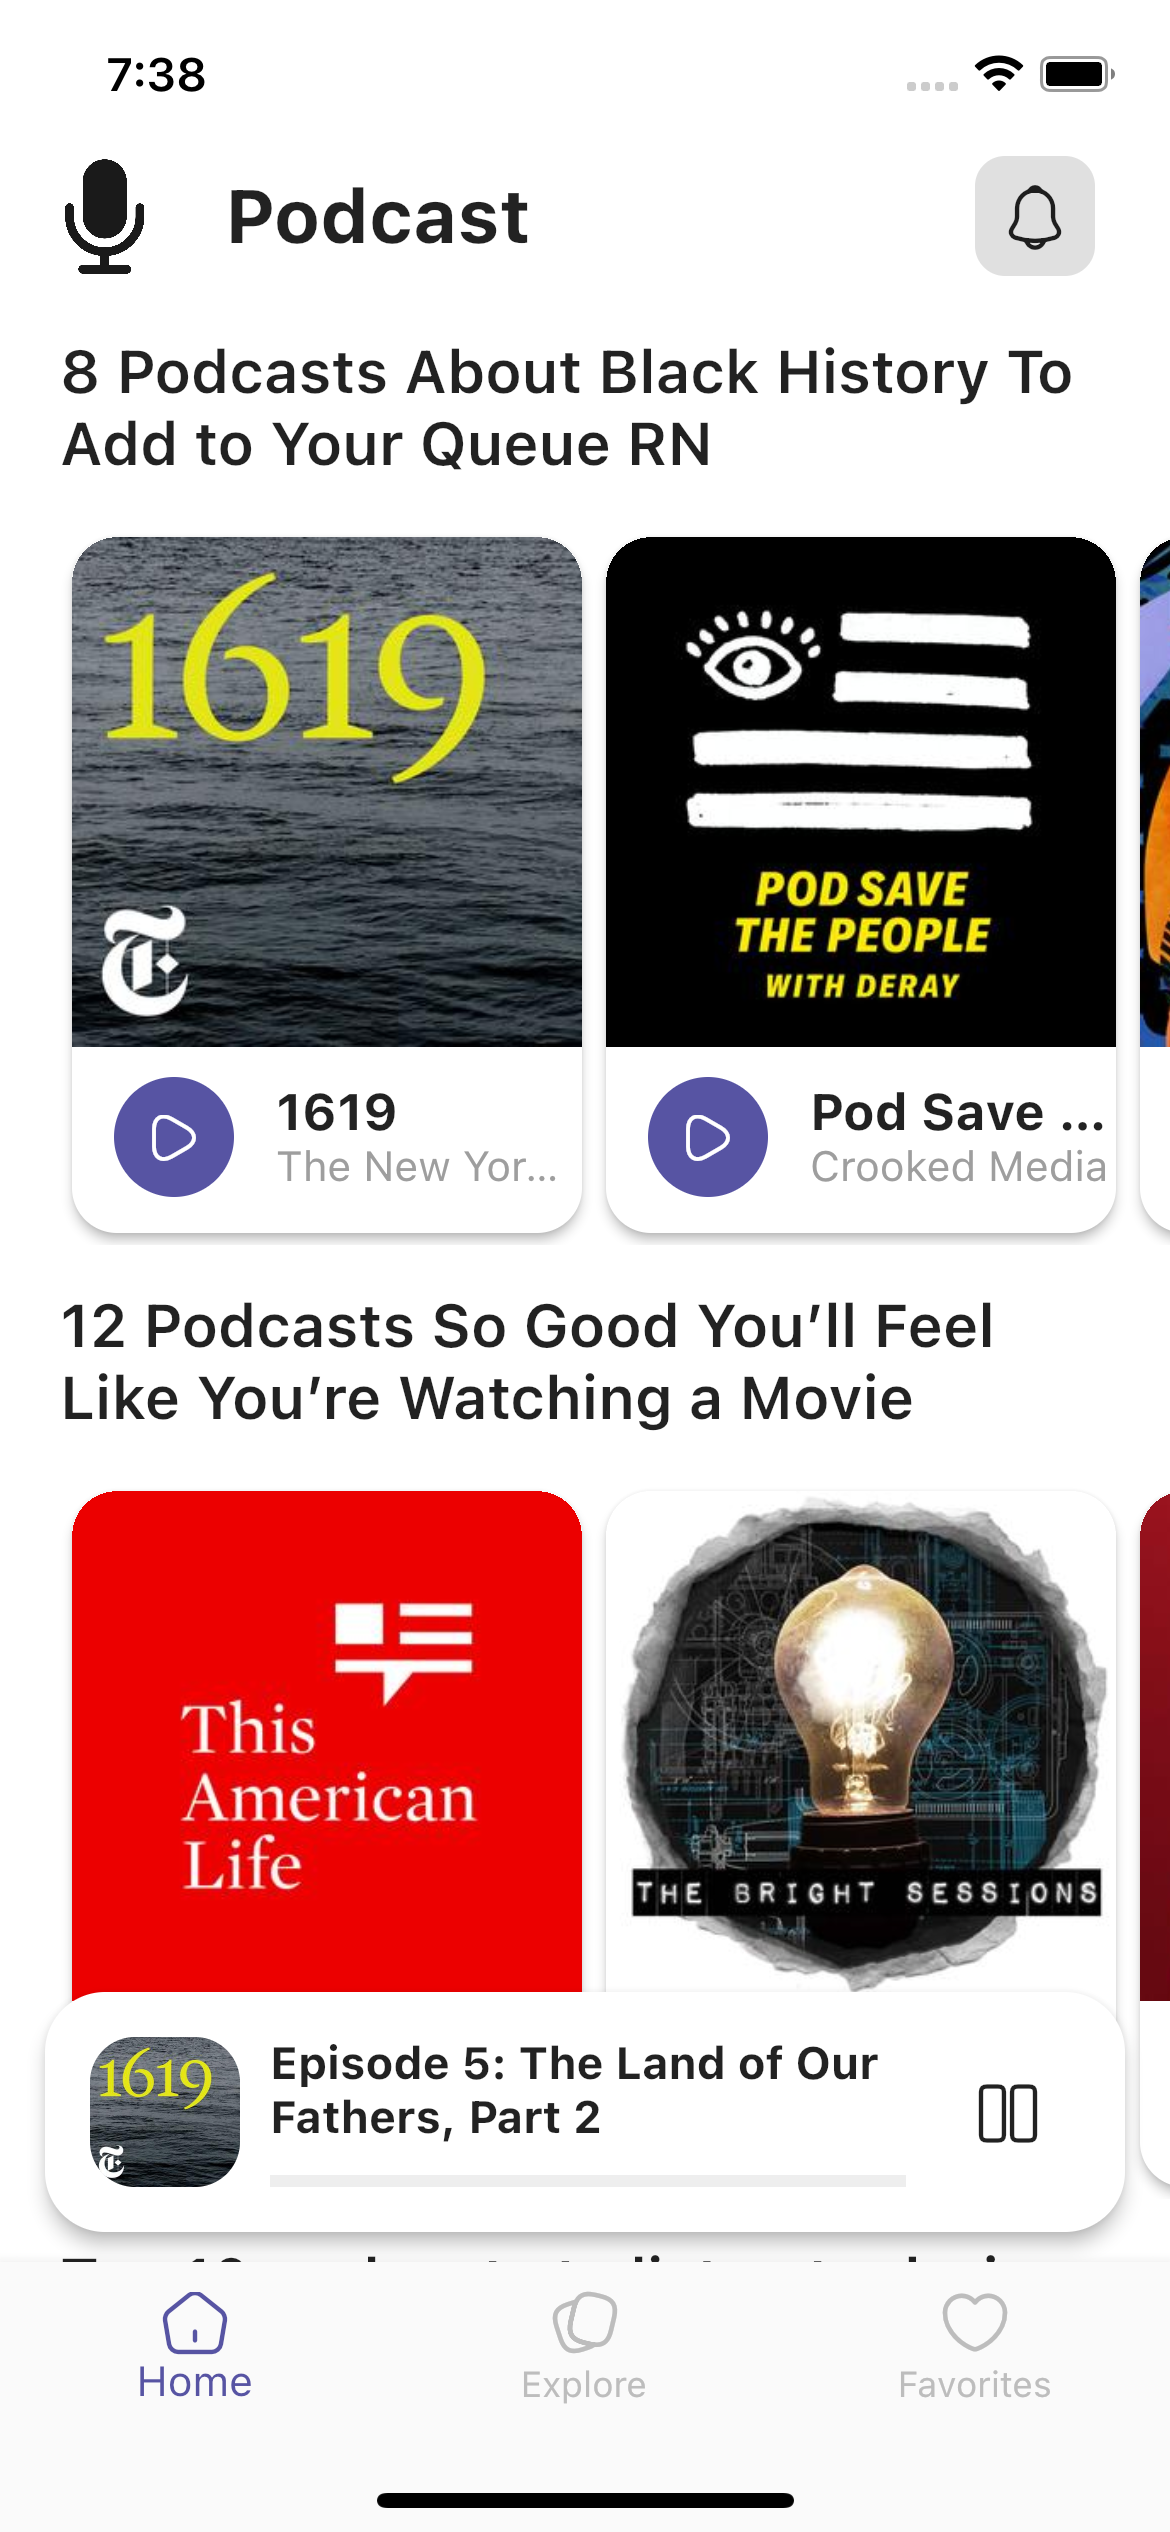 7:38
Podcast
8 Podcasts About Black History To
Add to Your Queue RN
1619
POD SAVE
THE PEOPLE
WITH DERAY
1619
The New Yor...
Pod Save ...
Crooked Media
12 Podcasts So Good You’ll Feel
Like You’re Watching a Movie
This
American
Life
THE BRIGHT SESSIONS
1619
Episode 5: The Land of Our
Fathers, Part 2
Home
Explore
Favorites